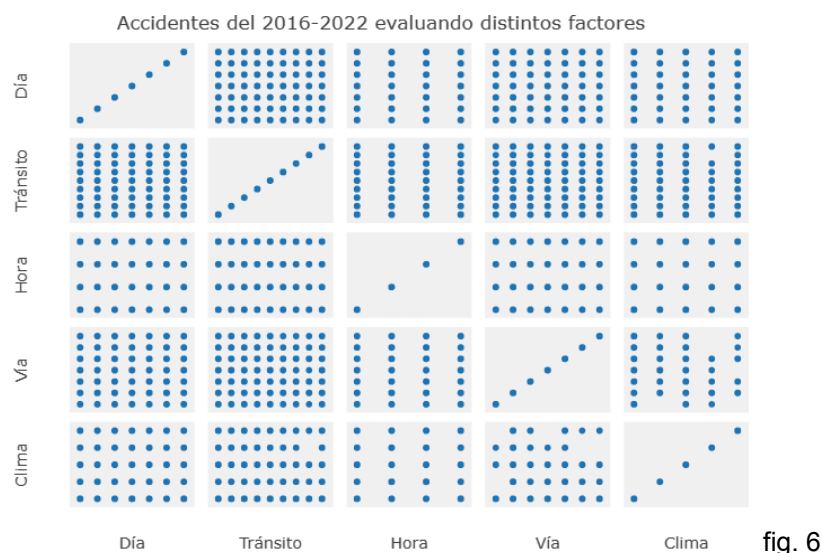 Accidentes del 2016-2022 evaluando distintos factores
Día
Tránsito
Hora
Vía
Clima
Día Tránsito Hora Vía Clima
fig. 6